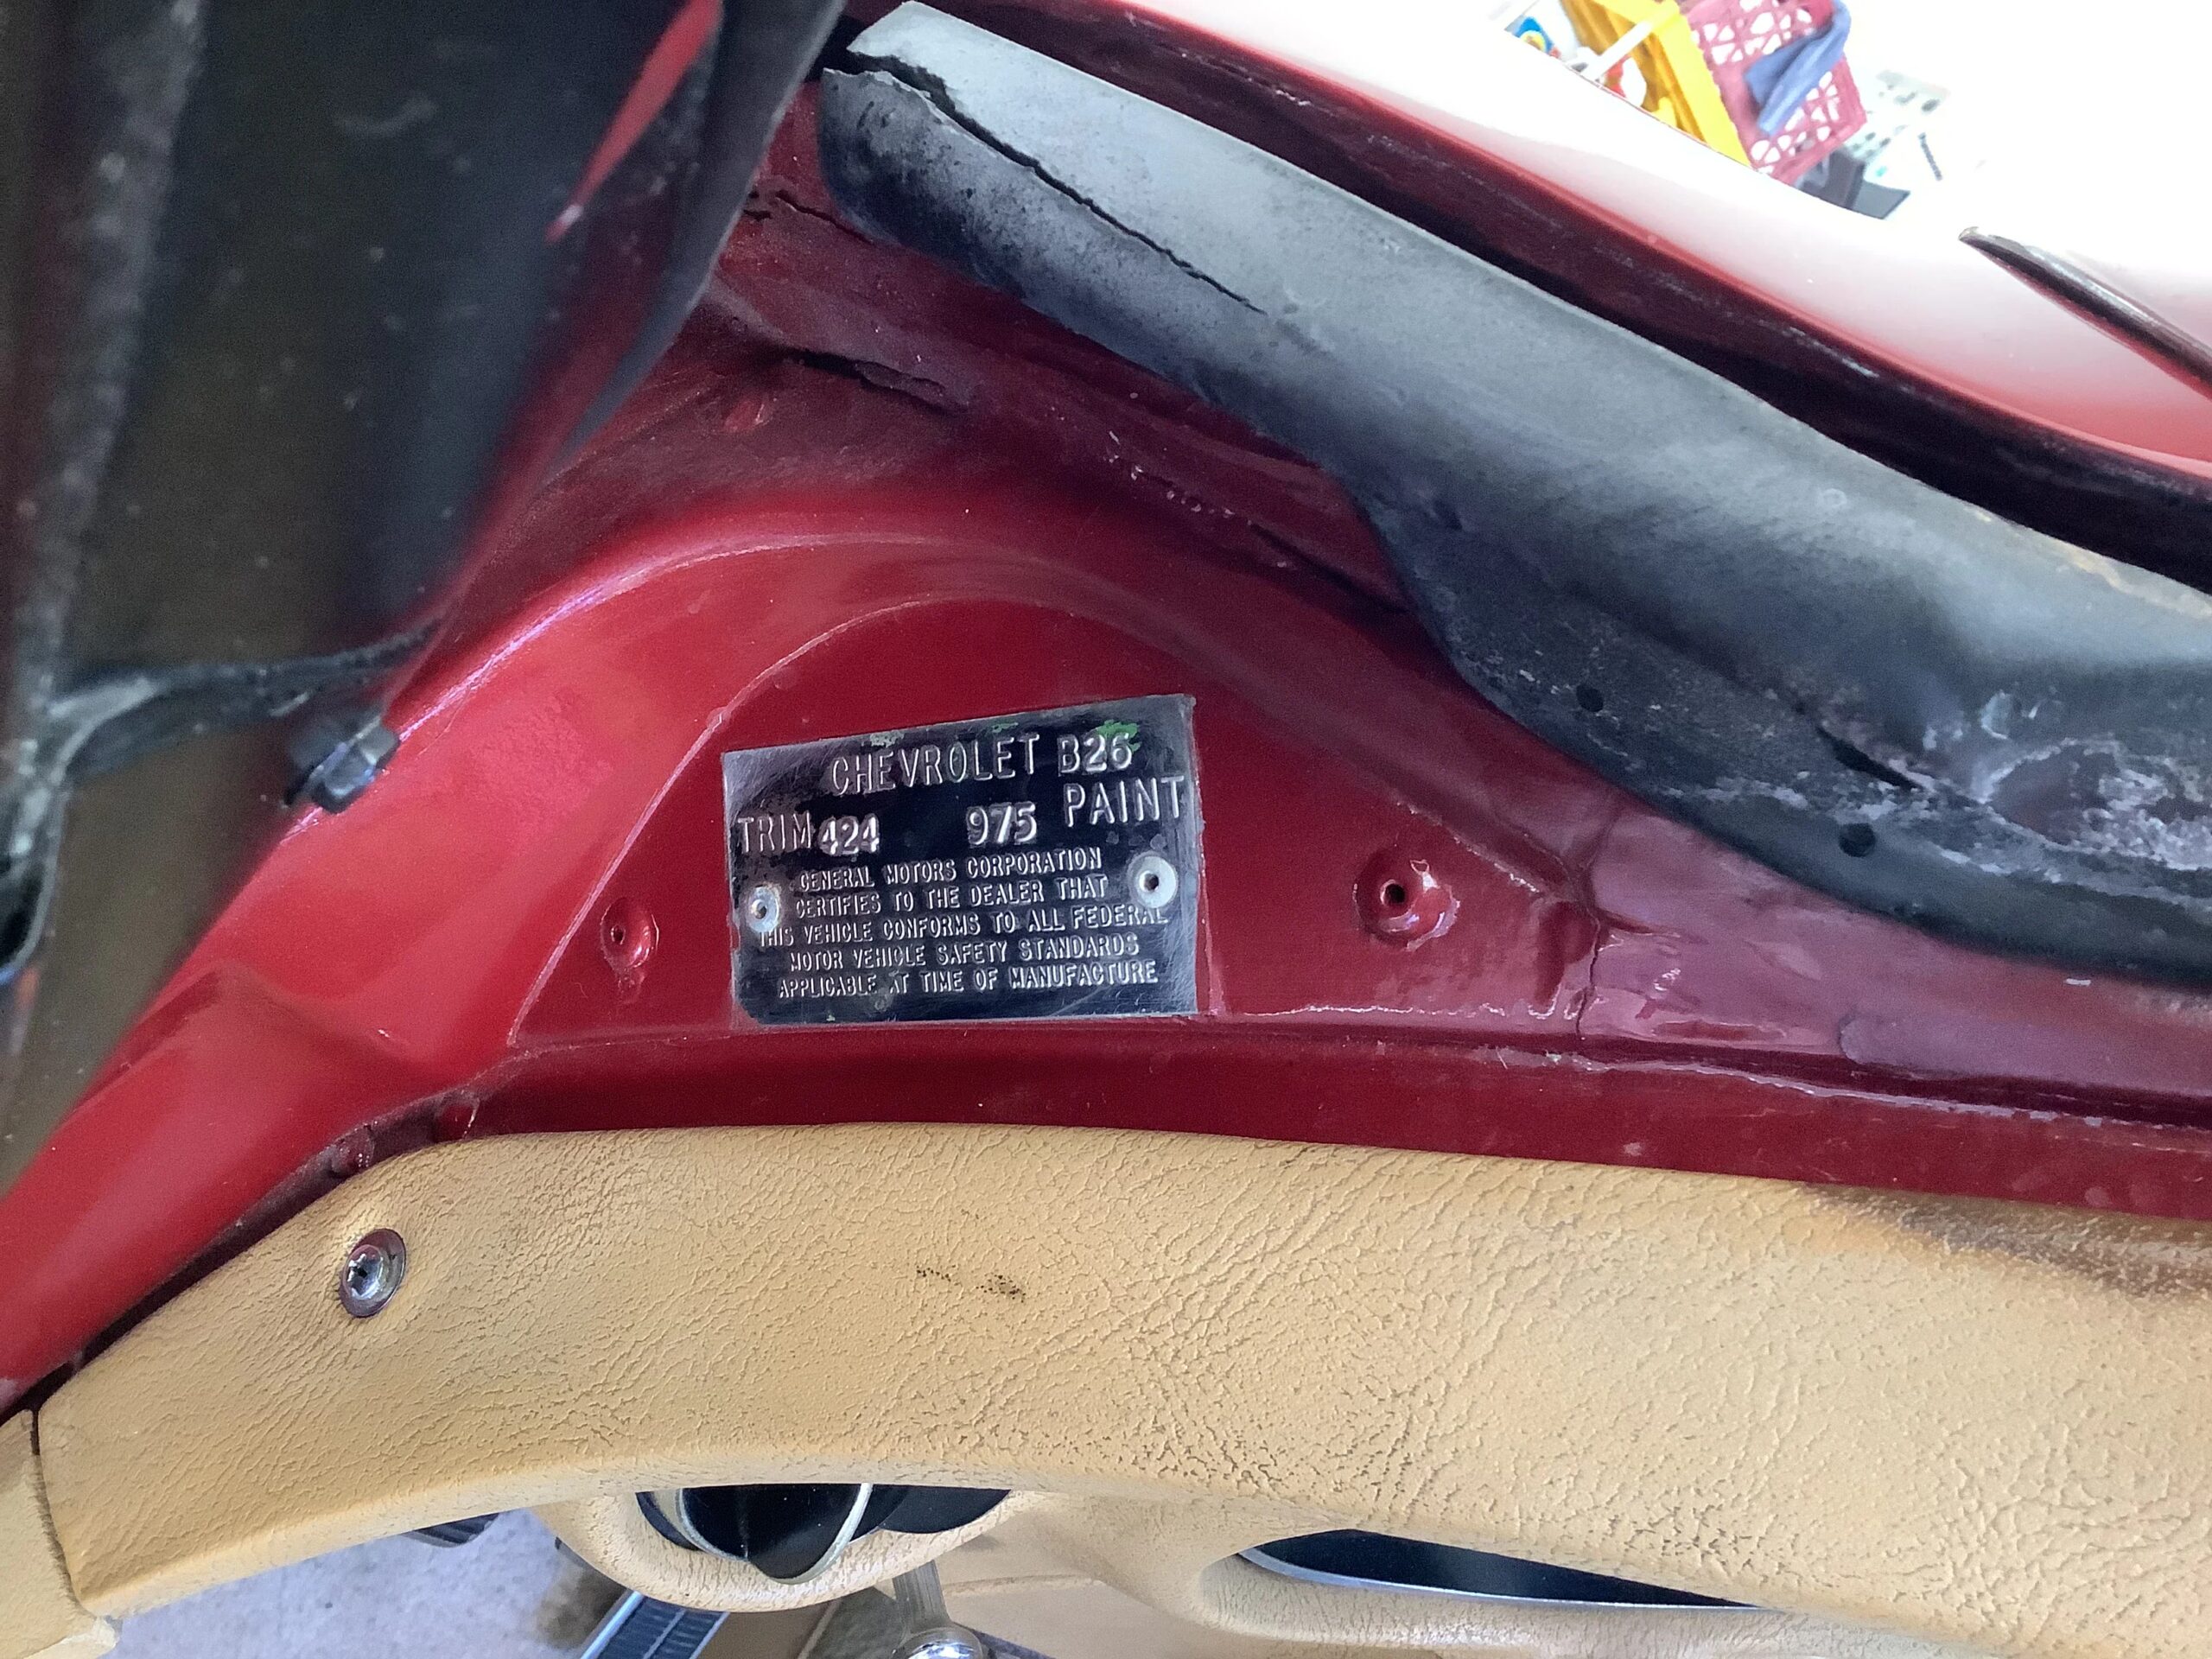 CHEVROLET B26
TRIM 424 975 PAINT
GENERAL MOTORS CORPORATION
CERTIFIES TO THE DEALER THAT
THIS VEHICLE CONFORMS TO ALL FEDERAL
MOTOR VEHICLE SAFETY STANDARDS
APPLICABLE AT TIME OF MANUFACTURE